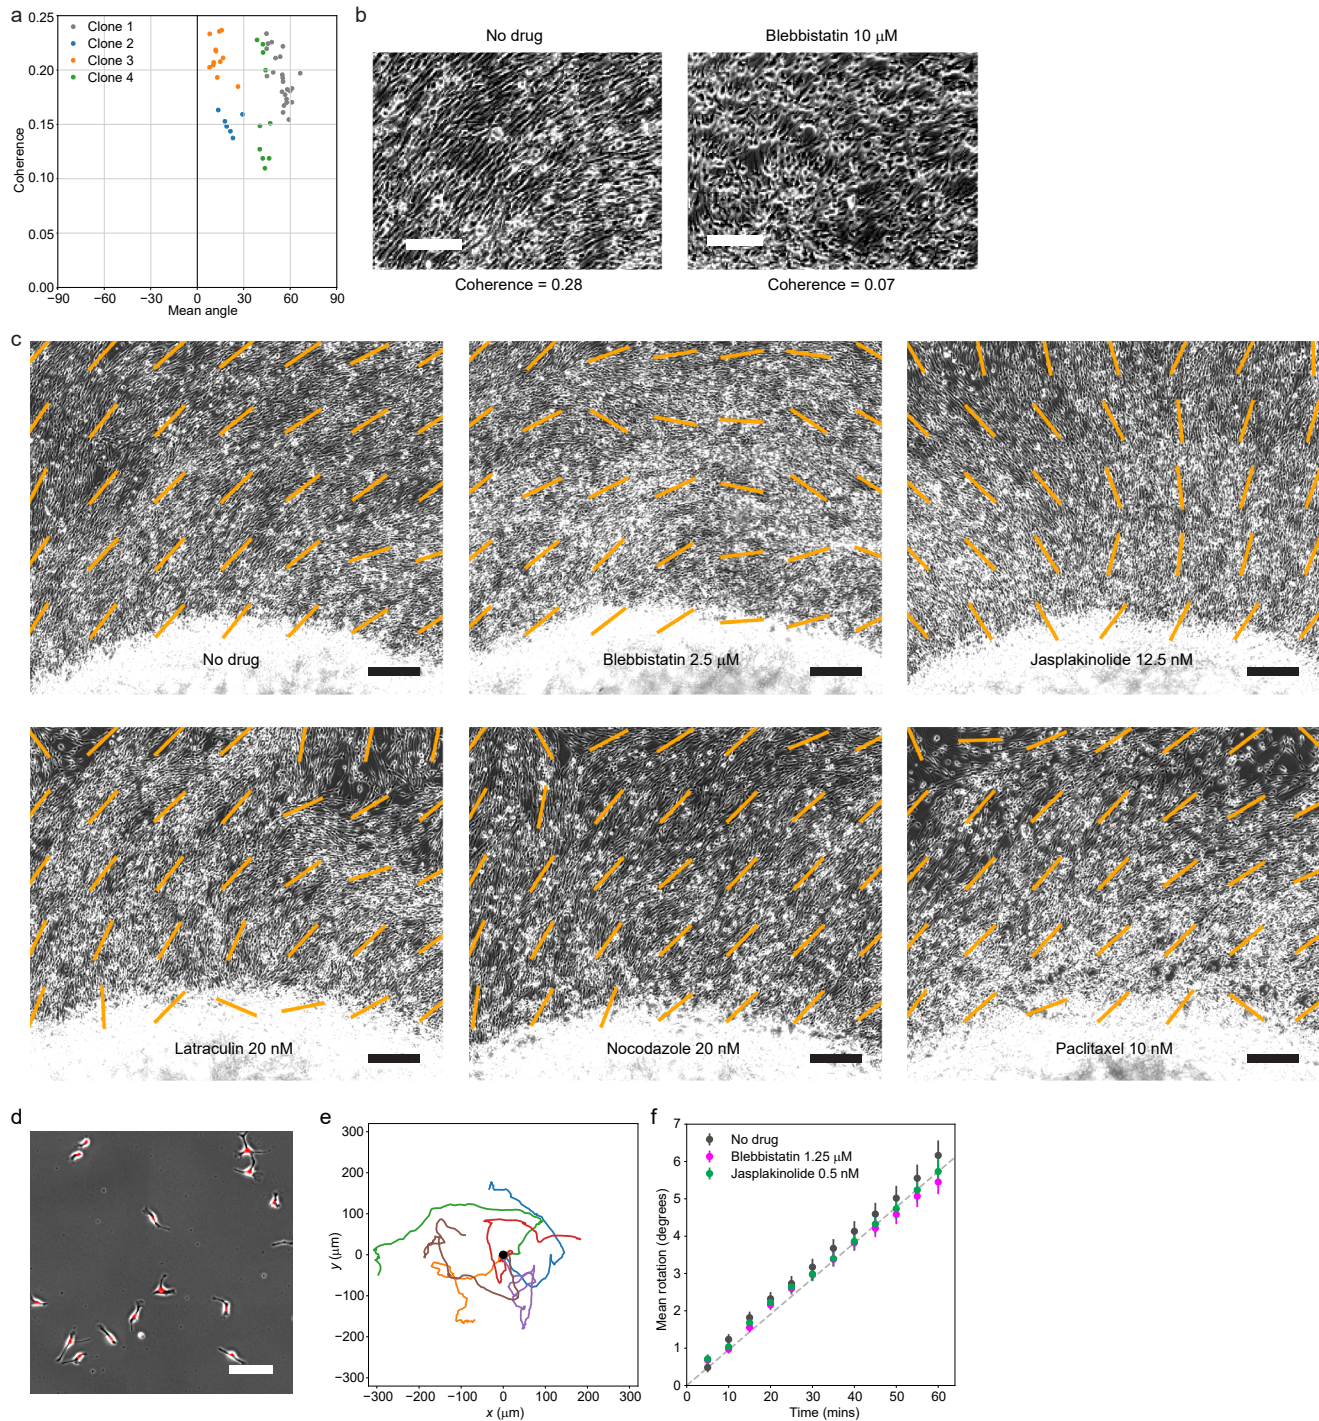 a
0.25
0.20
0.15
0.10
0.05
0.00
Coherence
Clone 1
Clone 2
Clone 3
Clone 4
−90
−60
−30
0
30
60
90
Mean angle
b
No drug
Blebbistatin 10 μM
Coherence = 0.28
Coherence = 0.07
c
No drug
Blebbistatin 2.5 μM
Jasplakinolide 12.5 nM
Latraculin 20 nM
Nocodazole 20 nM
Paclitaxel 10 nM
d
e
300
200
100
0
−100
−200
−300
y (μm)
−300
−200
−100
0
100
200
300
x (μm)
f
7
6
5
4
3
2
1
0
Mean rotation (degrees)
No drug
Blebbistatin 1.25 μM
Jasplakinolide 0.5 nM
0
10
20
30
40
50
60
Time (mins)